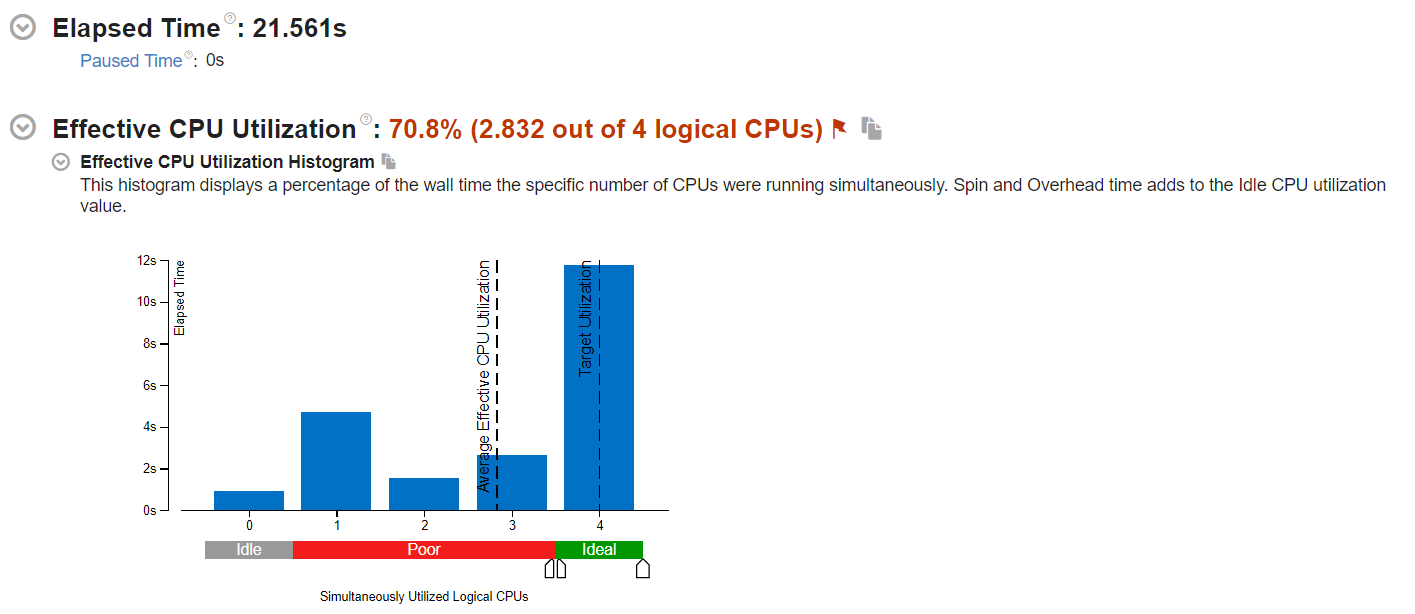 Elapsed Time ?: 21.561s
Paused Time ?: 0s
Effective CPU Utilization ?: 70.8% (2.832 out of 4 logical CPUs)
Effective CPU Utilization Histogram
This histogram displays a percentage of the wall time the specific number of CPUs were running simultaneously. Spin and Overhead time adds to the Idle CPU utilization
value.
12s
10s
8s
6s
4s
2s
0s
Elapsed Time
Average Effective CPU Utilization
Target Utilization
0 1 2 3 4
Idle Poor Ideal
Simultaneously Utilized Logical CPUs